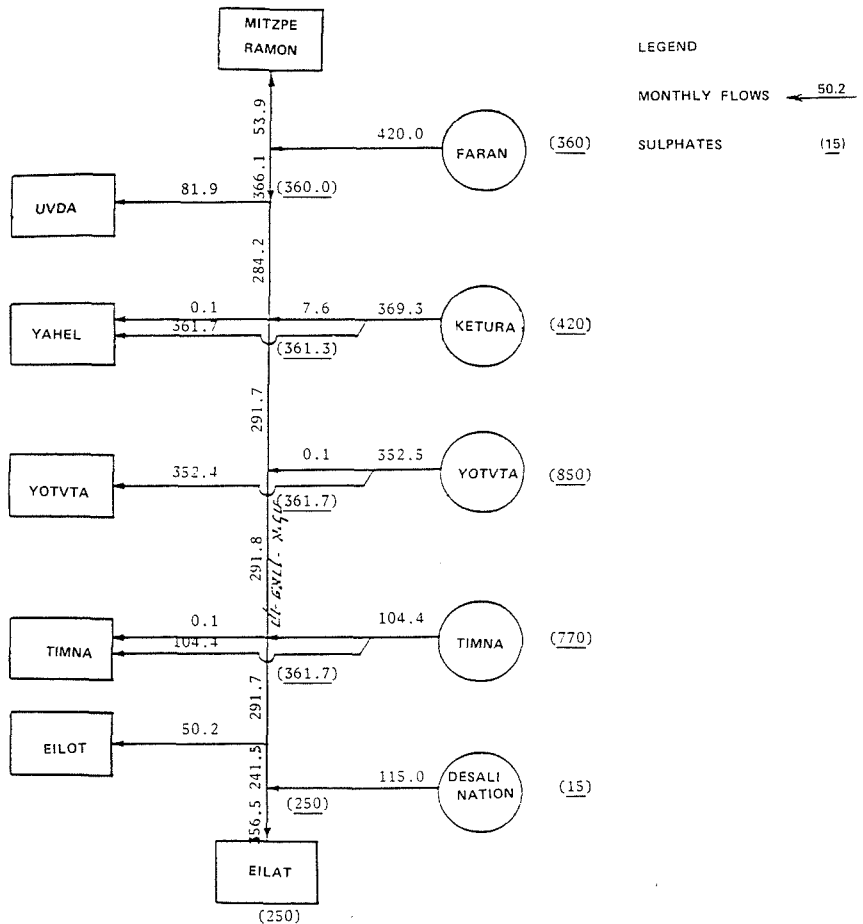 MITZPE
RAMON
LEGEND
MONTHLY FLOWS 50.2
SULPHATES (15)
53.9
420.0
FARAN
(360)
366.1
(360.0)
UVDA
81.9
284.2
YAHEL
0.1
7.6
369.3
361.7
(361.3)
KETURA
(420)
291.7
YOTVTA
0.1
352.5
352.4
(361.7)
YOTVTA
(850)
291.8
TIMNA
0.1
104.4
104.4
(361.7)
TIMNA
(770)
291.7
EILOT
50.2
241.5
115.0
DESALI
NATION
(15)
(250)
356.5
EILAT
(250)